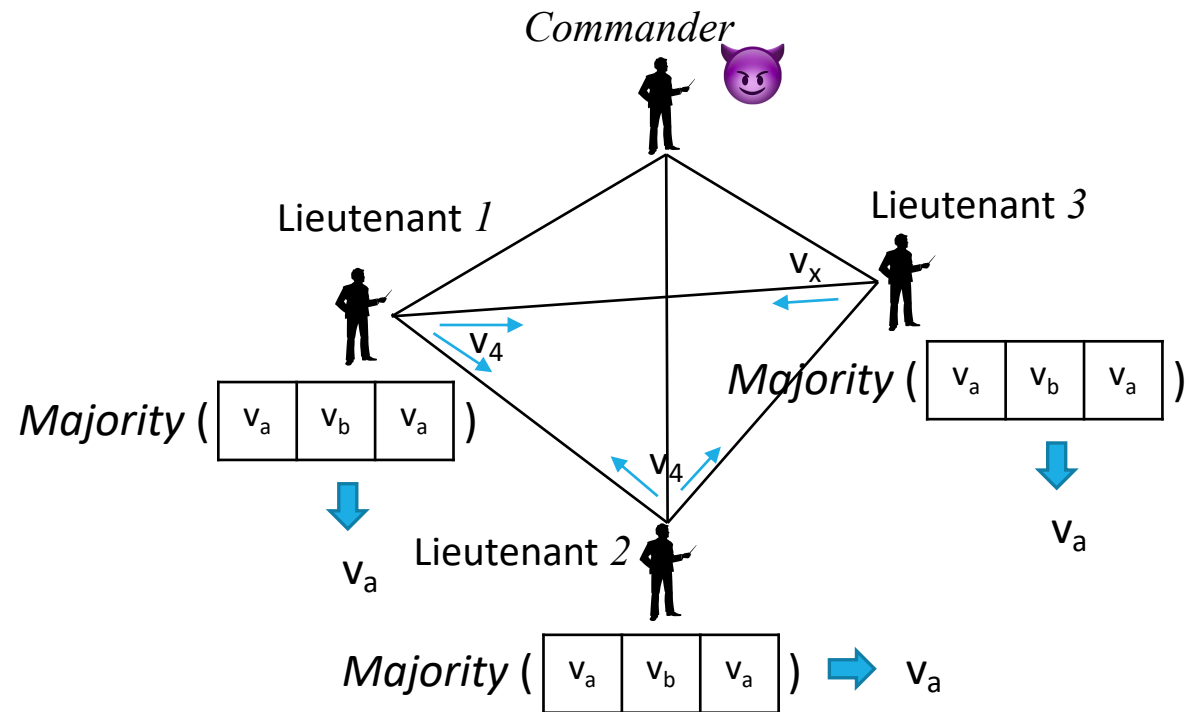 Commander
Lieutenant 1
Lieutenant 3
vx
v4
Majority ( va vb va )
Majority ( va vb va )
v4
va
va
Lieutenant 2
Majority ( va vb va ) va